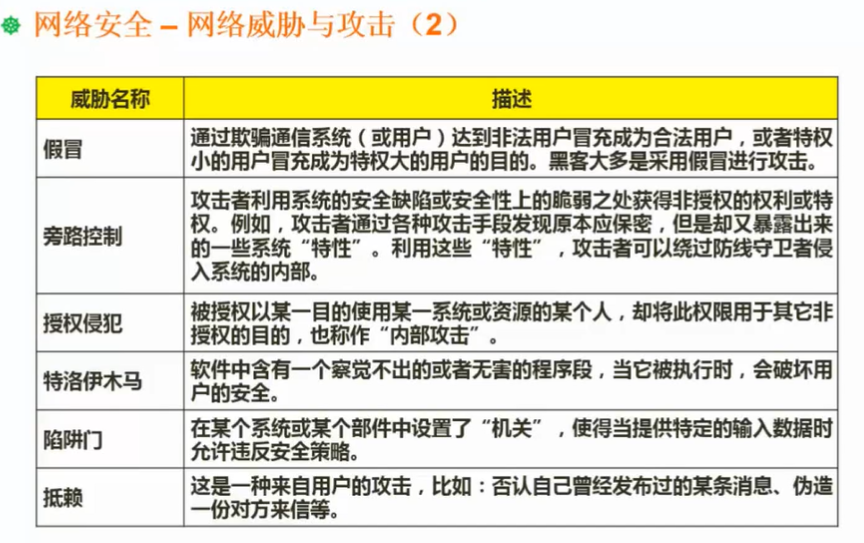 网络安全 – 网络威胁与攻击（2）
威胁名称
描述
假冒
通过欺骗通信系统（或用户）达到非法用户冒充成为合法用户，或者特权
小的用户冒充成为特权大的用户的目的。黑客大多是采用假冒进行攻击。
旁路控制
攻击者利用系统的安全缺陷或安全性上的脆弱之处获得非授权的权利或特
权。例如，攻击者通过各种攻击手段发现原本应保密，但是却又暴露出来
的一些系统“特性”。利用这些“特性”，攻击者可以绕过防线守卫者侵
入系统的内部。
授权侵犯
被授权以某一目的使用某一系统或资源的某个人，却将此权限用于其它非
授权的目的，也称作“内部攻击”。
特洛伊木马
软件中含有一个察觉不出的或者无害的程序段，当它被执行时，会破坏用
户的安全。
陷阱门
在某个系统或某个部件中设置了“机关”，使得当提供特定的输入数据时
允许违反安全策略。
抵赖
这是一种来自用户的攻击，比如：否认自己曾经发布过的某条消息、伪造
一份对方来信等。